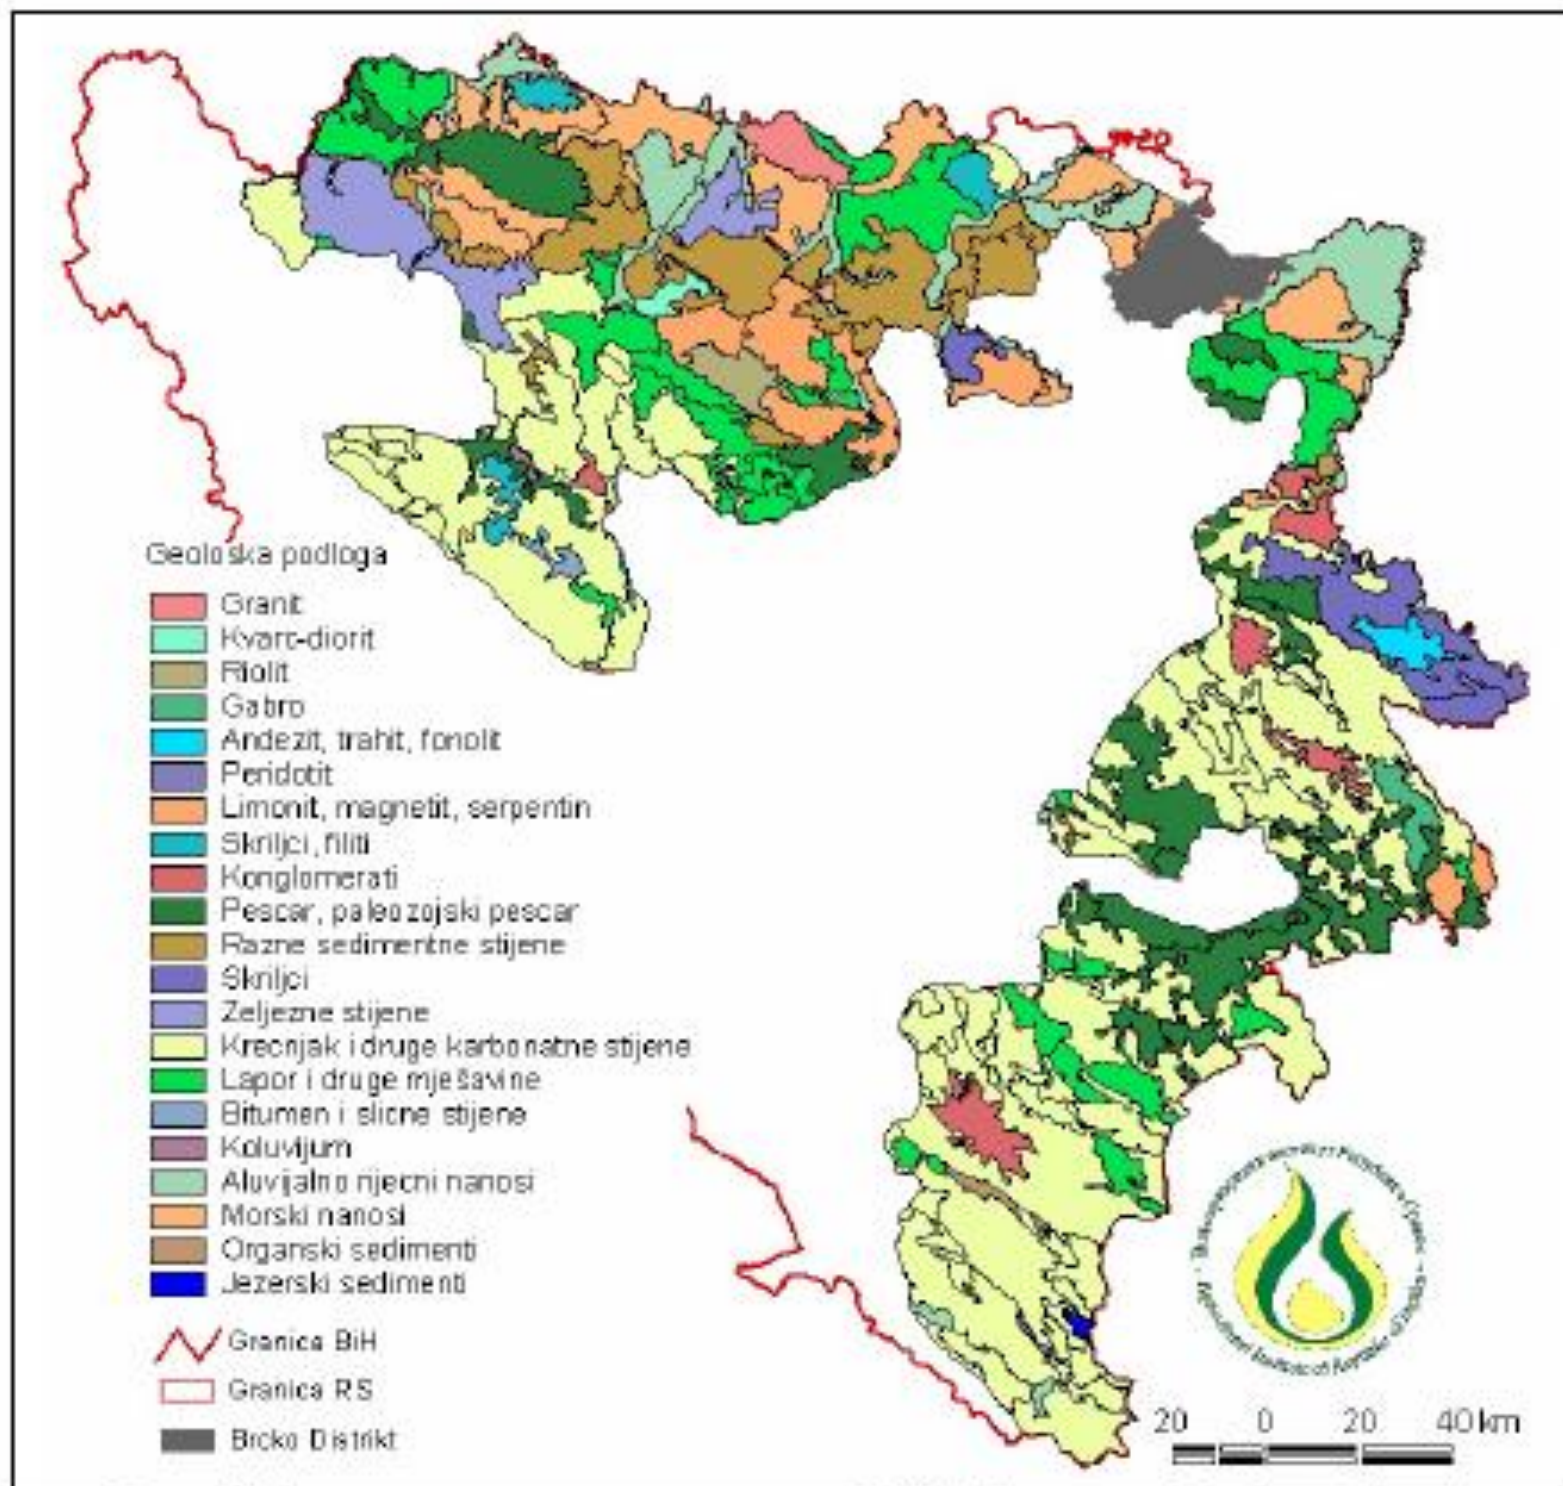 Geoloska podloga
Granit
Kvarc-diorit
Riolit
Gabro
Andezit, trahit, fonolit
Peridotit
Limonit, magnetit, serpentin
Skriljci, filiti
Konglomerati
Pescar, paleozojski pescar
Razne sedimentne stijene
Skriljci
Zeljezne stijene
Krecnjak i druge karbonatne stijene
Lapor i druge mješavine
Bitumen i slicne stijene
Koluvijum
Aluvijalno rijecni nanosi
Morski nanosi
Organski sedimenti
Jezerski sedimenti
Granica BiH
Granica RS
Brcko Distrikt
20 0 20 40 km